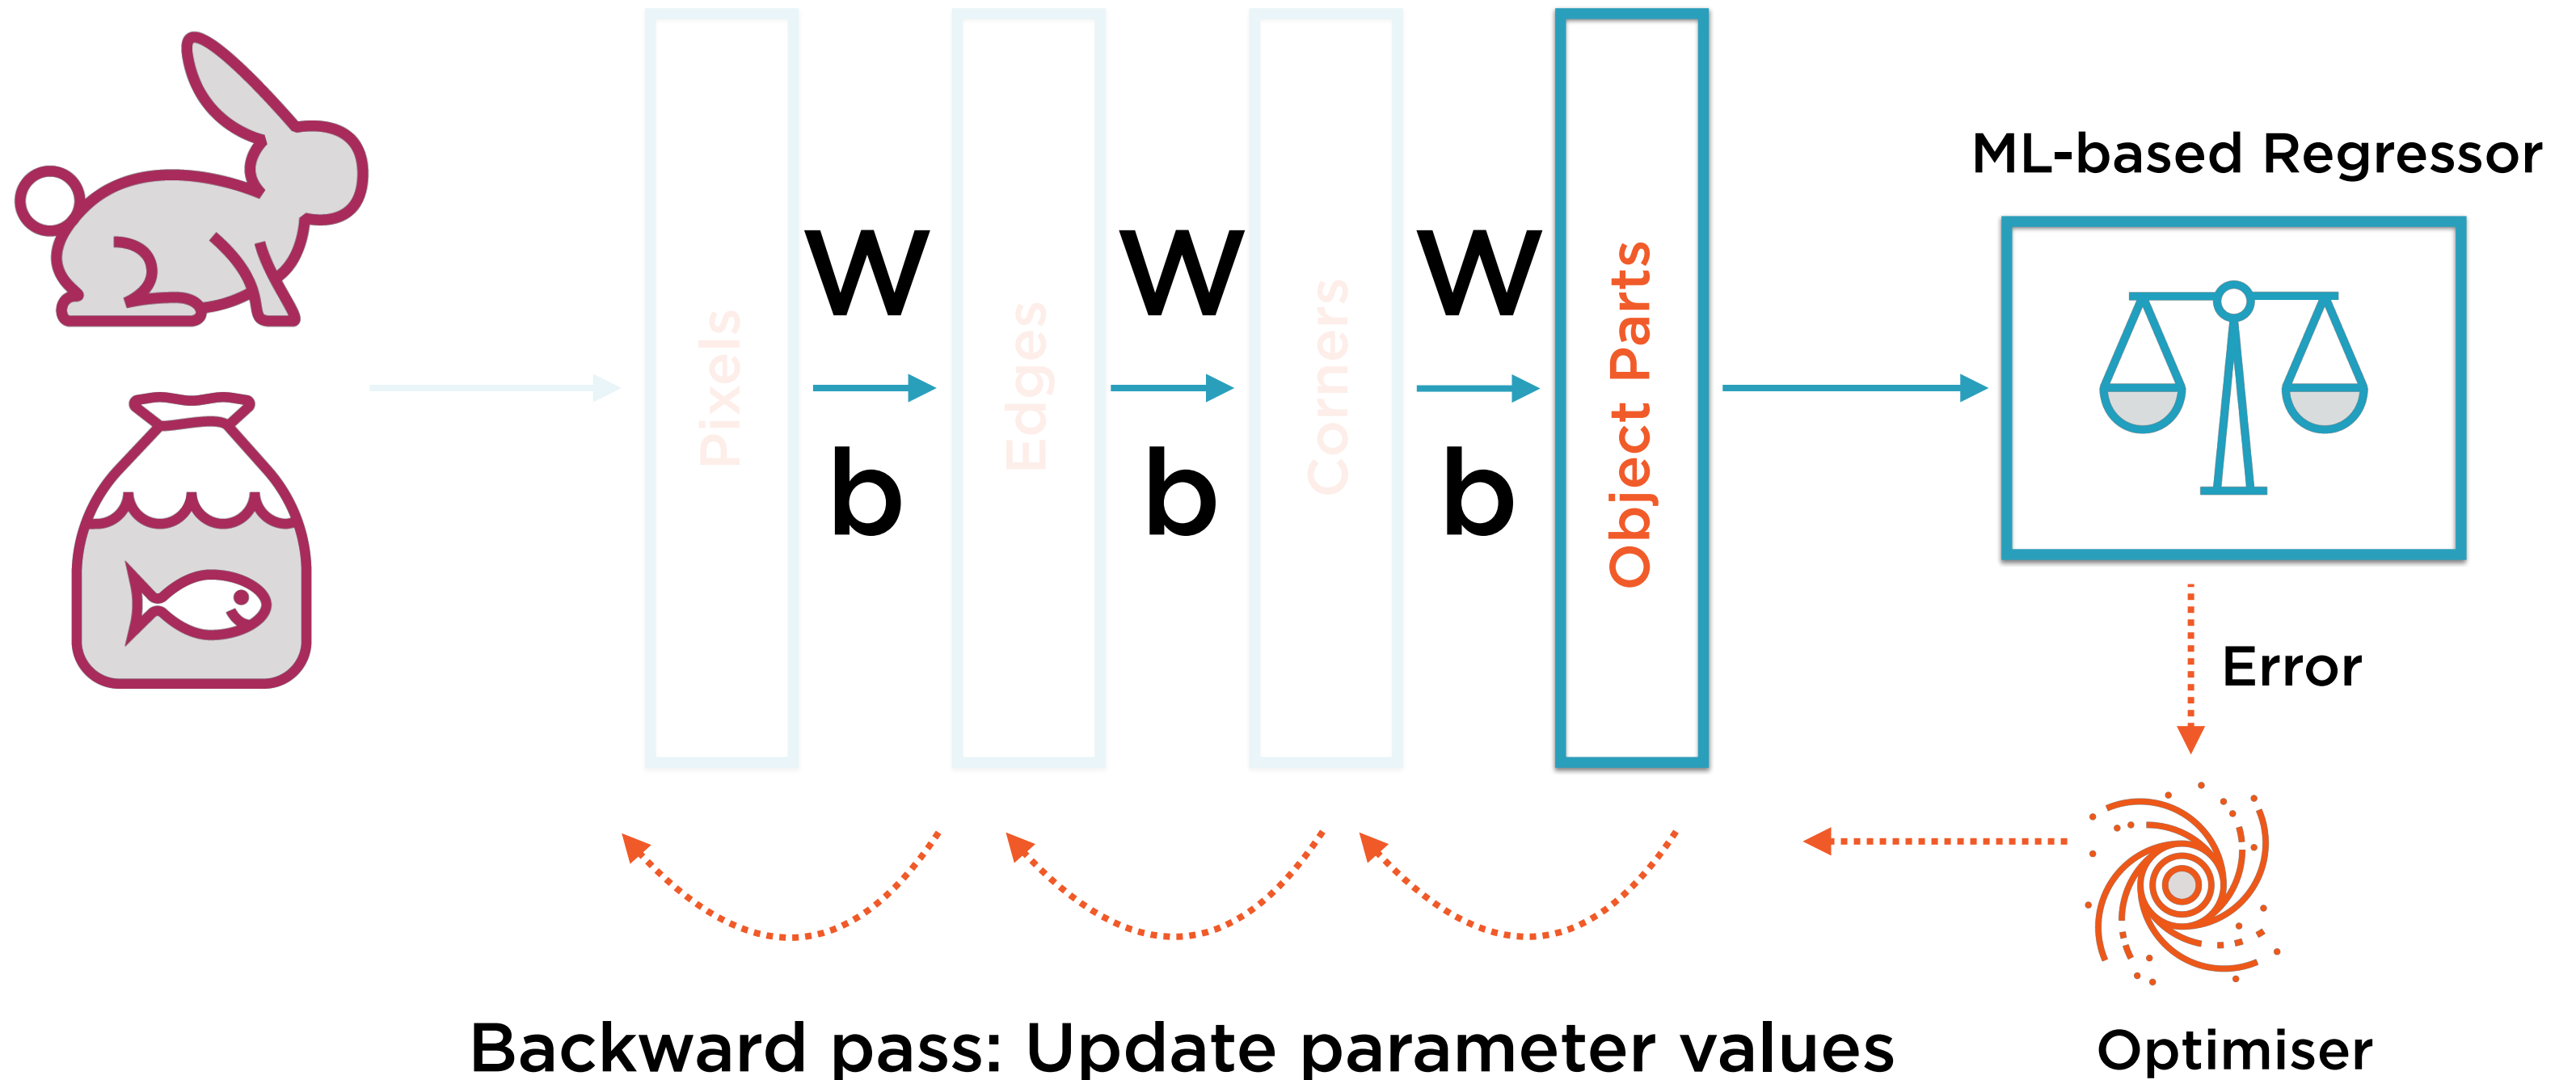 ML-based Regressor
Pixels
W
b
Edges
W
b
Corners
W
b
Object Parts
Error
Backward pass: Update parameter values
Optimiser